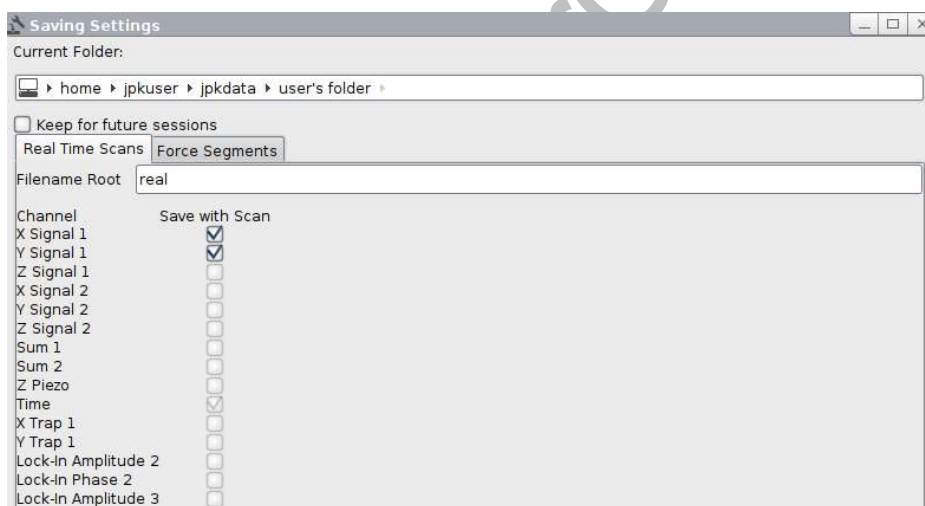 Saving Settings
Current Folder:
home jpkuser jpkdata user's folder
Keep for future sessions
Real Time Scans Force Segments
Filename Root real
Channel Save with Scan
X Signal 1
Y Signal 1
Z Signal 1
X Signal 2
Y Signal 2
Z Signal 2
Sum 1
Sum 2
Z Piezo
Time
X Trap 1
Y Trap 1
Lock-In Amplitude 2
Lock-In Phase 2
Lock-In Amplitude 3